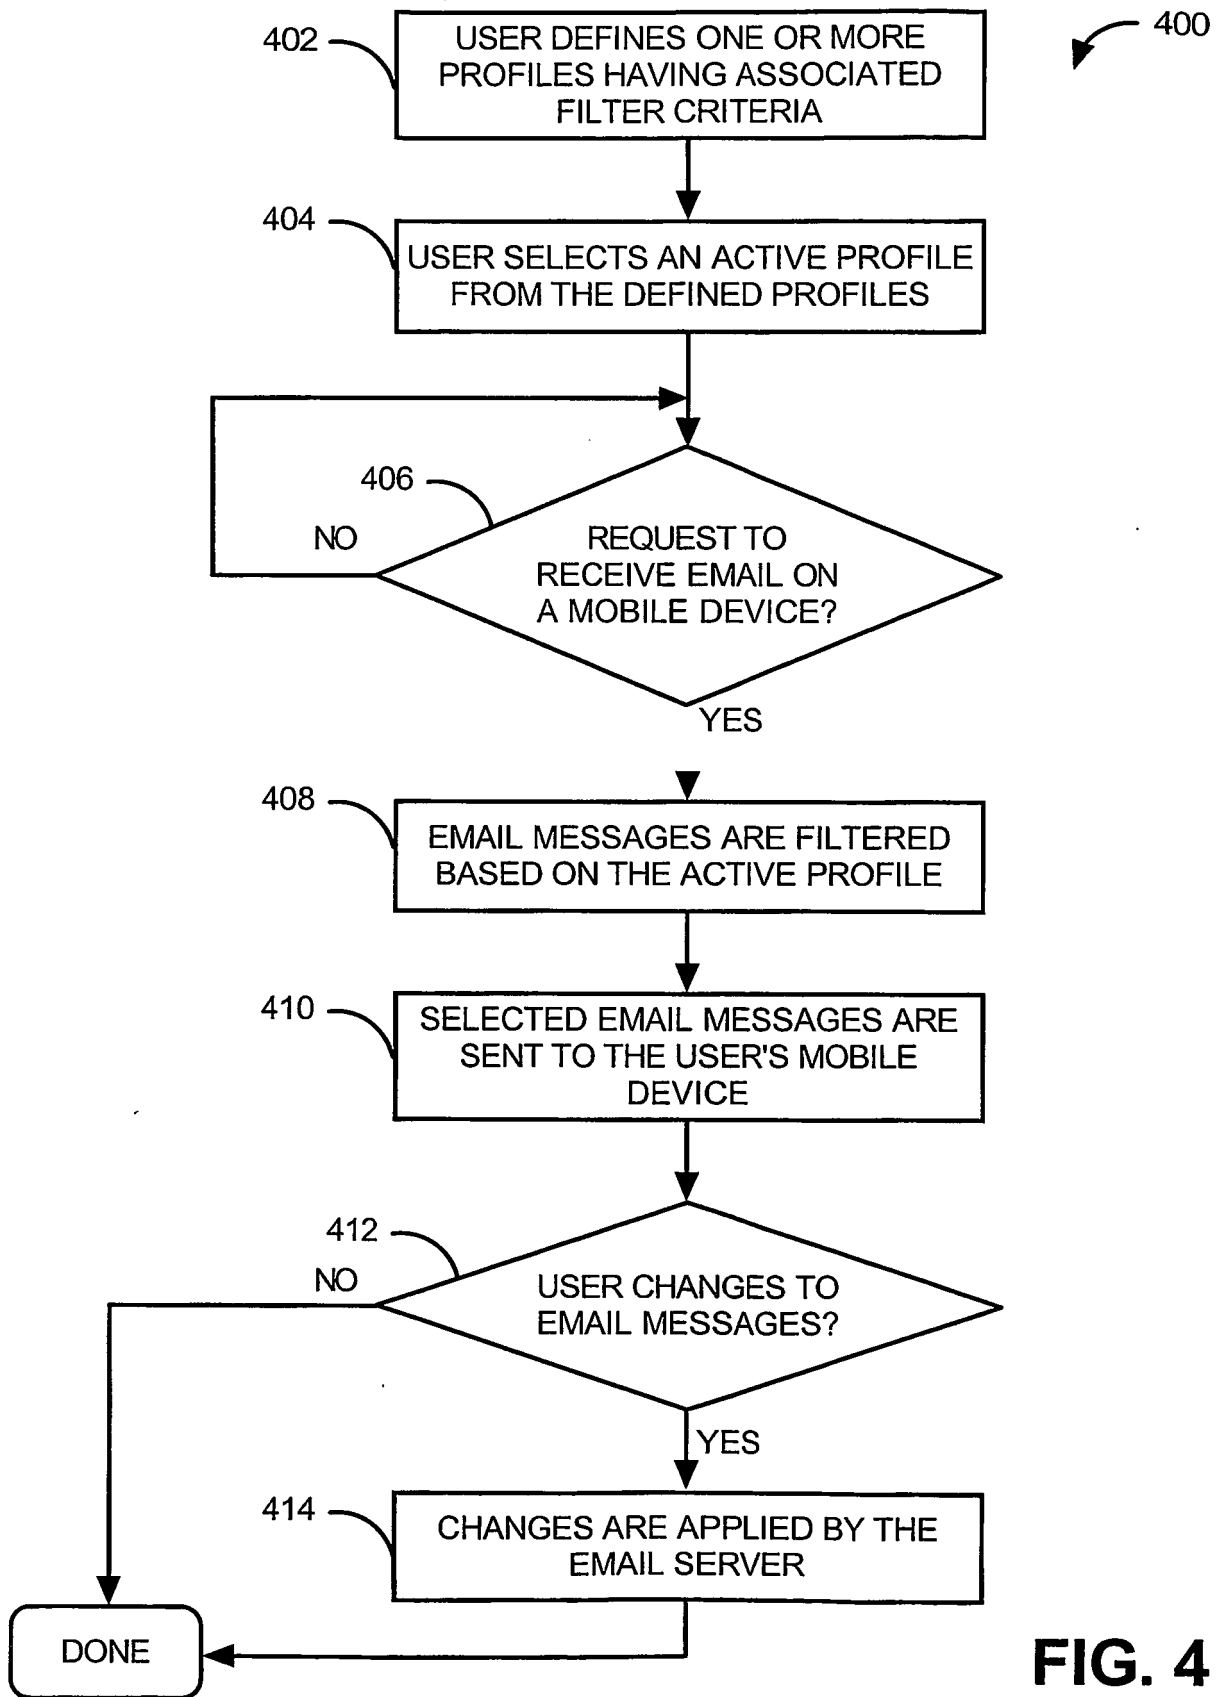 400
402
USER DEFINES ONE OR MORE
PROFILES HAVING ASSOCIATED
FILTER CRITERIA
404
USER SELECTS AN ACTIVE PROFILE
FROM THE DEFINED PROFILES
406
NO
REQUEST TO
RECEIVE EMAIL ON
A MOBILE DEVICE?
YES
408
EMAIL MESSAGES ARE FILTERED
BASED ON THE ACTIVE PROFILE
410
SELECTED EMAIL MESSAGES ARE
SENT TO THE USER'S MOBILE
DEVICE
412
NO
USER CHANGES TO
EMAIL MESSAGES?
YES
414
CHANGES ARE APPLIED BY THE
EMAIL SERVER
DONE
FIG. 4